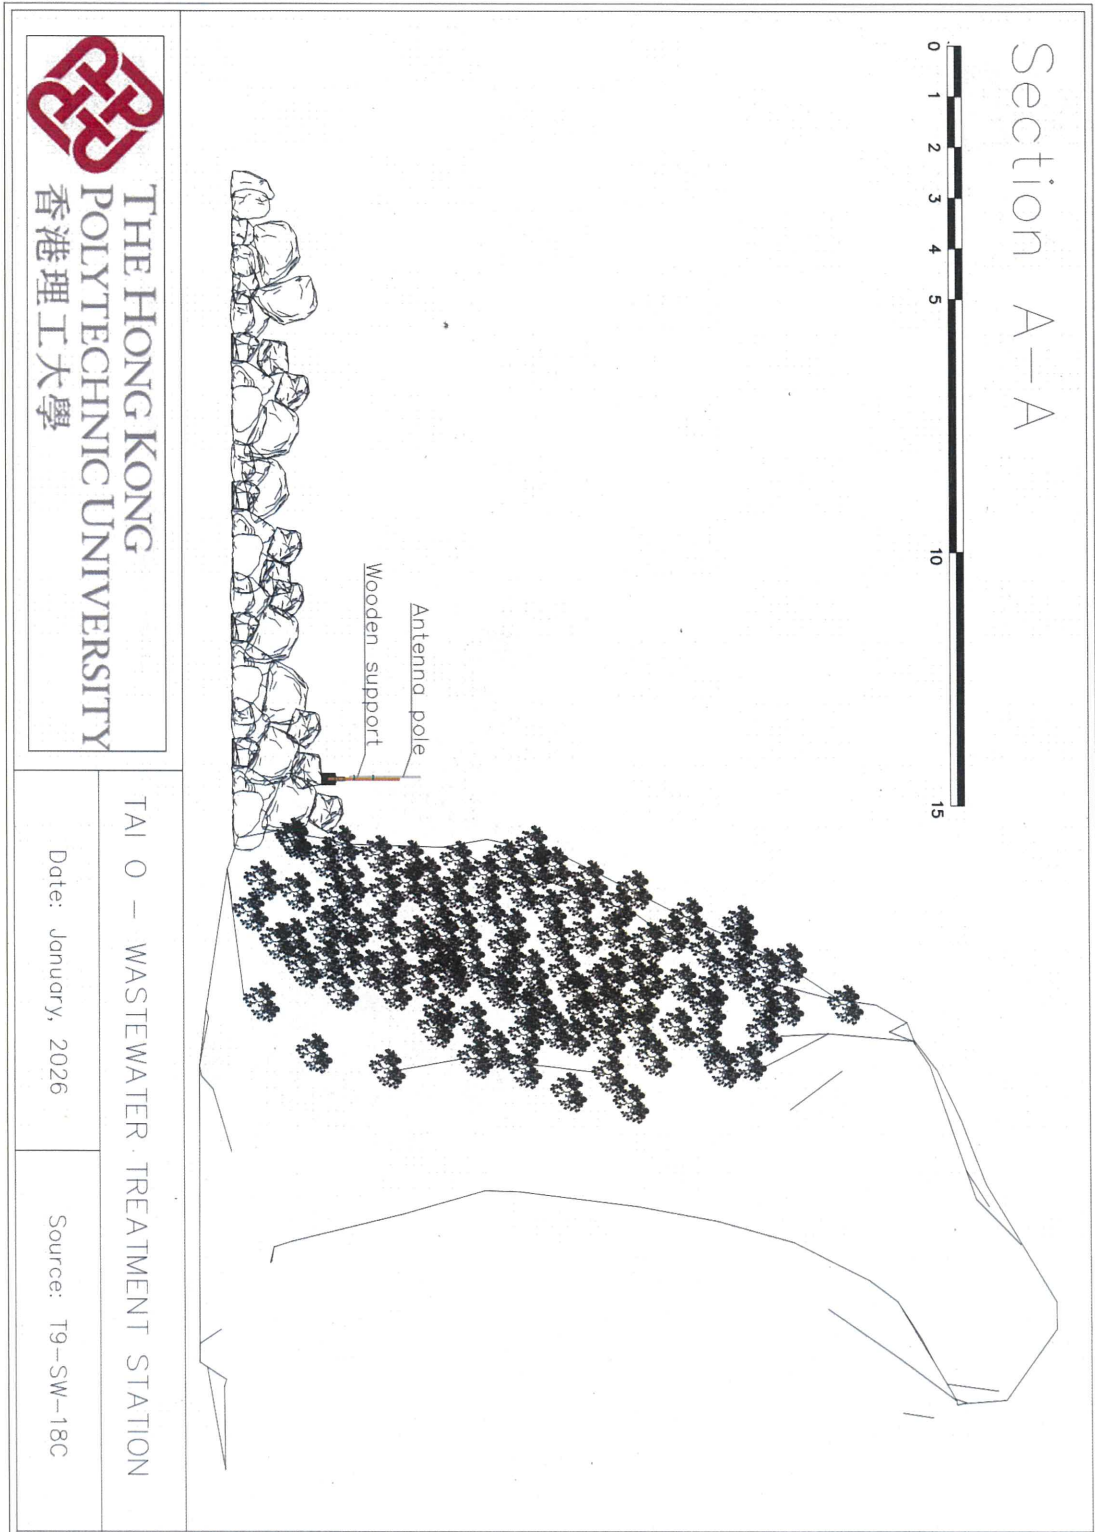 Section A-A
0 1 2 3 4 5 10 15
Antenna pole
Wooden support
THE HONG KONG
POLYTECHNIC UNIVERSITY
香港理工大學
TAI O - WASTEWATER TREATMENT STATION
Date: January, 2026
Source: T9-SW-18C